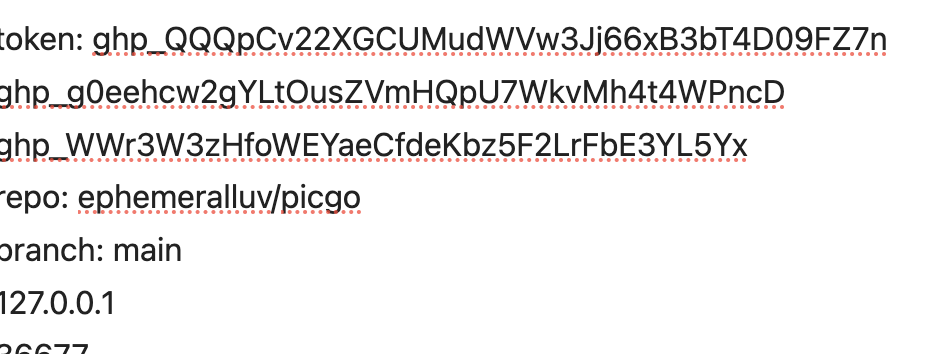 token: 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
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
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
repo: ephemeralluv/picgo
branch: main
127.0.0.1